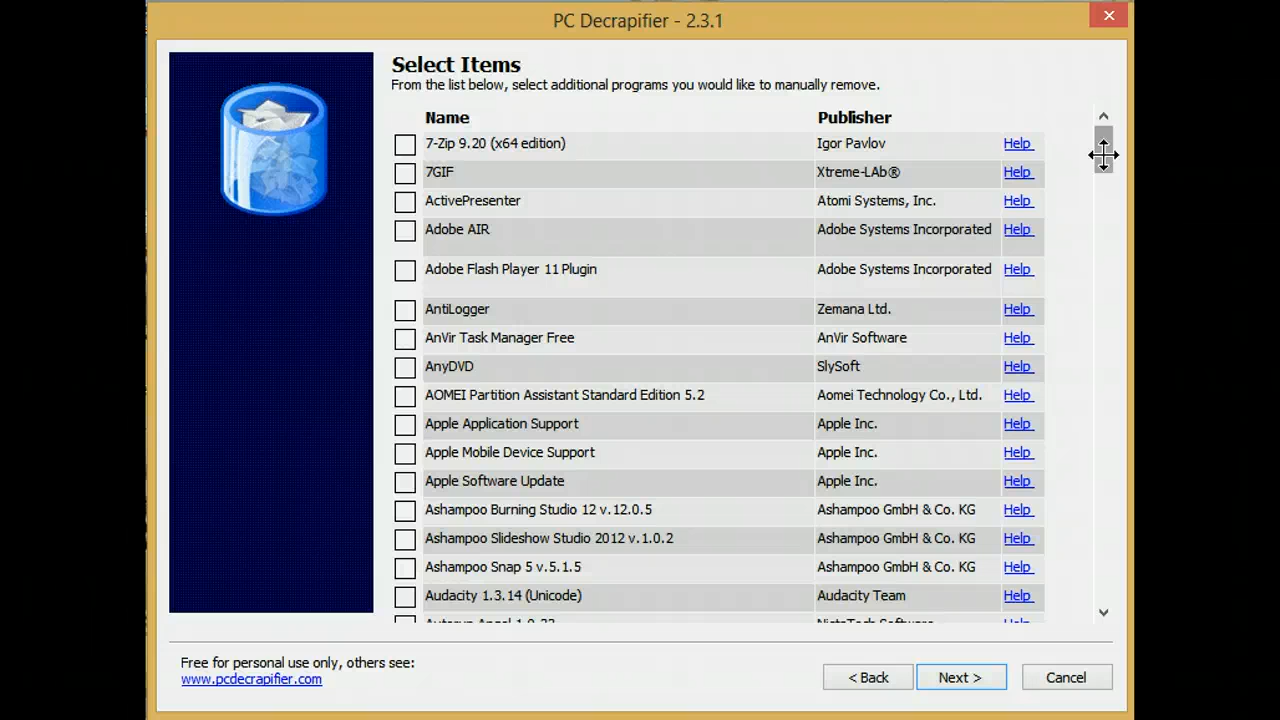 PC Decrapifier - 2.3.1
Select Items
From the list below, select additional programs you would like to manually remove.
Name Publisher
7-Zip 9.20 (x64 edition) Igor Pavlov Help
7GIF Xtreme-LAb® Help
ActivePresenter Atomi Systems, Inc. Help
Adobe AIR Adobe Systems Incorporated Help
Adobe Flash Player 11 Plugin Adobe Systems Incorporated Help
AntiLogger Zemana Ltd. Help
AnVir Task Manager Free AnVir Software Help
AnyDVD SlySoft Help
AOMEI Partition Assistant Standard Edition 5.2 Aomei Technology Co., Ltd. Help
Apple Application Support Apple Inc. Help
Apple Mobile Device Support Apple Inc. Help
Apple Software Update Apple Inc. Help
Ashampoo Burning Studio 12 v.12.0.5 Ashampoo GmbH & Co. KG Help
Ashampoo Slideshow Studio 2012 v.1.0.2 Ashampoo GmbH & Co. KG Help
Ashampoo Snap 5 v.5.1.5 Ashampoo GmbH & Co. KG Help
Audacity 1.3.14 (Unicode) Audacity Team Help
Free for personal use only, others see:
www.pcdecrapifier.com
< Back Next > Cancel